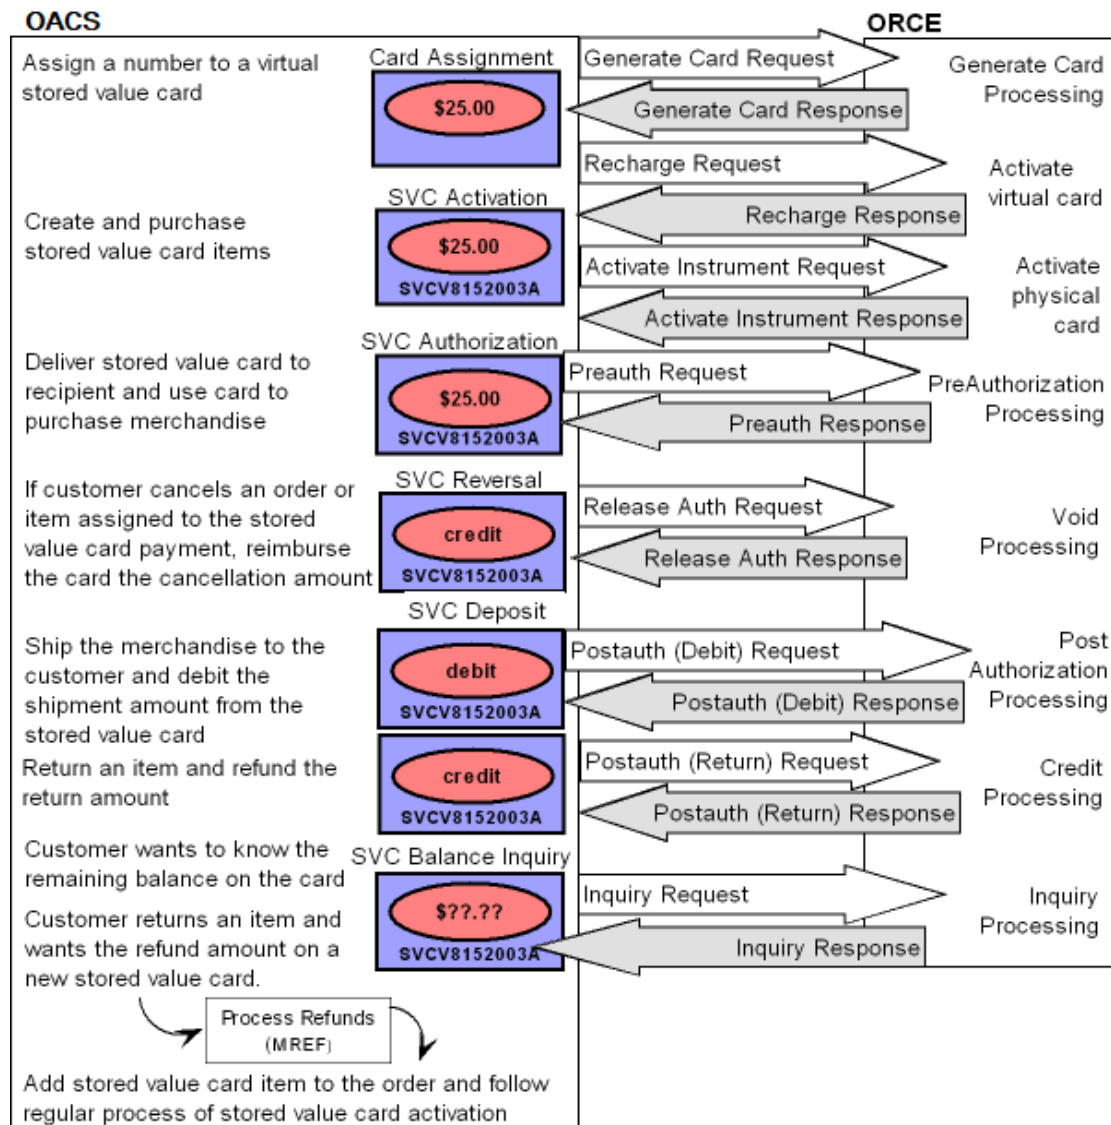 OACS
ORCE
Assign a number to a virtual
stored value card
Card Assignment
$25.00
Generate Card Request
Generate Card Response
Generate Card
Processing
Recharge Request
Recharge Response
Activate
virtual card
Create and purchase
stored value card items
SVC Activation
$25.00
SVCV8152003A
Activate Instrument Request
Activate Instrument Response
Activate
physical
card
Deliver stored value card to
recipient and use card to
purchase merchandise
SVC Authorization
$25.00
SVCV8152003A
Preauth Request
Preauth Response
PreAuthorization
Processing
If customer cancels an order or
item assigned to the stored
value card payment, reimburse
the card the cancellation amount
SVC Reversal
credit
SVCV8152003A
Release Auth Request
Release Auth Response
Void
Processing
Ship the merchandise to the
customer and debit the
shipment amount from the
stored value card
SVC Deposit
debit
SVCV8152003A
Postauth (Debit) Request
Postauth (Debit) Response
Post
Authorization
Processing
Return an item and refund the
return amount
credit
SVCV8152003A
Postauth (Return) Request
Postauth (Return) Response
Credit
Processing
Customer wants to know the
remaining balance on the card
SVC Balance Inquiry
$??.??
SVCV8152003A
Inquiry Request
Inquiry Response
Inquiry
Processing
Customer returns an item and
wants the refund amount on a
new stored value card.
Process Refunds
(MREF)
Add stored value card item to the order and follow
regular process of stored value card activation